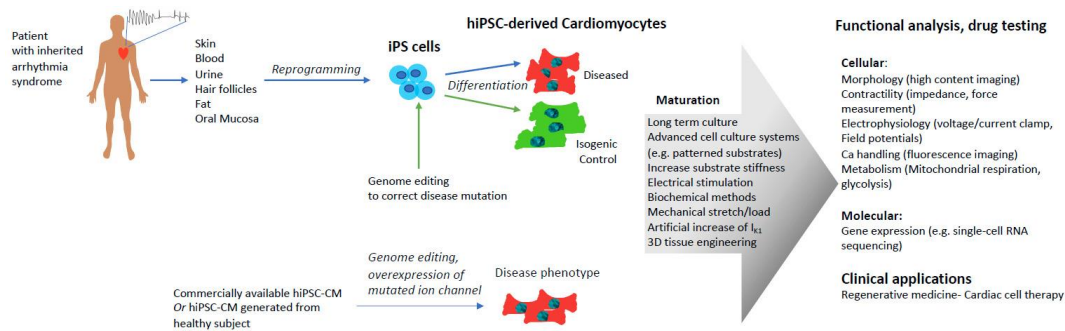 hiPSC-derived Cardiomyocytes
Functional analysis, drug testing
Patient
with inherited
arrhythmia
syndrome
Skin
Blood
Urine
Hair follicles
Fat
Oral Mucosa
Reprogramming
iPS cells
Differentiation
Diseased
Isogenic
Control
Genome editing
to correct disease mutation
Commercially available hiPSC-CM
Or hiPSC-CM generated from
healthy subject
Genome editing,
overexpression of
mutated ion channel
Disease phenotype
Maturation
Long term culture
Advanced cell culture systems
(e.g. patterned substrates)
Increase substrate stiffness
Electrical stimulation
Biochemical methods
Mechanical stretch/load
Artificial increase of IK1
3D tissue engineering
Cellular:
Morphology (high content imaging)
Contractility (impedance, force
measurement)
Electrophysiology (voltage/current clamp,
Field potentials)
Ca handling (fluorescence imaging)
Metabolism (Mitochondrial respiration,
glycolysis)
Molecular:
Gene expression (e.g. single-cell RNA
sequencing)
Clinical applications
Regenerative medicine- Cardiac cell therapy